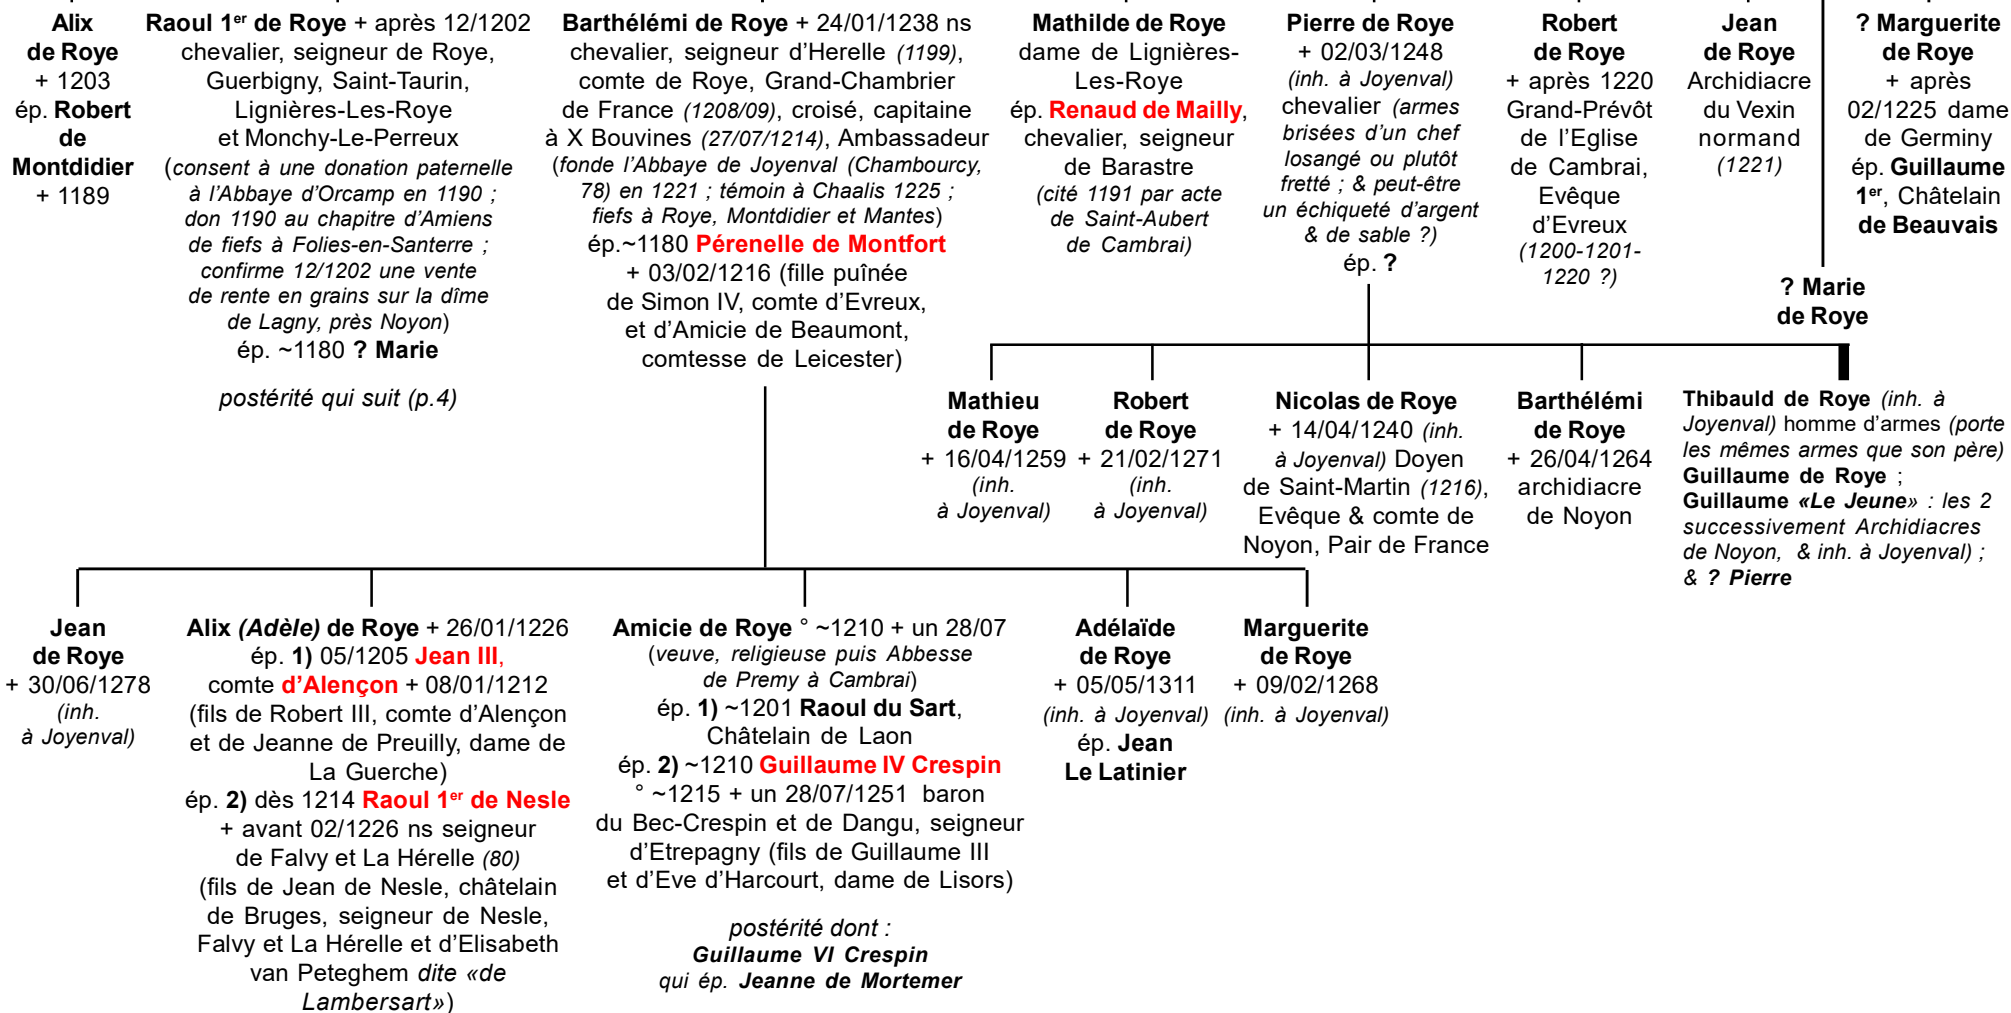 Alix
de Roye
+ 1203
ép. Robert
de
Montdidier
+ 1189
Raoul 1er de Roye + après 12/1202
chevalier, seigneur de Roye,
Guerbigny, Saint-Taurin,
Lignières-Les-Roye
et Monchy-Le-Perreux
(consent à une donation paternelle
à l'Abbaye d'Orcamp en 1190 ;
don 1190 au chapitre d'Amiens
de fiefs à Folies-en-Santerre ;
confirme 12/1202 une vente
de rente en grains sur la dîme
de Lagny, près Noyon)
ép. ~1180 ? Marie
postérité qui suit (p.4)
Barthélémi de Roye + 24/01/1238 ns
chevalier, seigneur d'Herelle (1199),
comte de Roye, Grand-Chambrier
de France (1208/09), croisé, capitaine
à X Bouvines (27/07/1214), Ambassadeur
(fonde l'Abbaye de Joyenval (Chambourcy,
78) en 1221 ; témoin à Chaalis 1225 ;
fiefs à Roye, Montdidier et Mantes)
ép.~1180 Pérenelle de Montfort
+ 03/02/1216 (fille puînée
de Simon IV, comte d'Evreux,
et d'Amicie de Beaumont,
comtesse de Leicester)
Mathilde de Roye
dame de Lignières-
Les-Roye
ép. Renaud de Mailly,
chevalier, seigneur
de Barastre
(cité 1191 par acte
de Saint-Aubert
de Cambrai)
Pierre de Roye
+ 02/03/1248
(inh. à Joyenval)
chevalier (armes
brisées d'un chef
losangé ou plutôt
fretté ; & peut-être
un échiqueté d'argent
& de sable ?)
ép. ?
Robert
de Roye
+ après 1220
Grand-Prévôt
de l'Eglise
de Cambrai,
Evêque
d'Evreux
(1200-1201-
1220 ?)
Jean
de Roye
Archidiacre
du Vexin
normand
(1221)
? Marguerite
de Roye
+ après
02/1225 dame
de Germiny
ép. Guillaume
1er, Châtelain
de Beauvais
? Marie
de Roye
Mathieu
de Roye
+ 16/04/1259
(inh.
à Joyenval)
Robert
de Roye
+ 21/02/1271
(inh.
à Joyenval)
Nicolas de Roye
+ 14/04/1240 (inh.
à Joyenval) Doyen
de Saint-Martin (1216),
Evêque & comte de
Noyon, Pair de France
Barthélémi
de Roye
+ 26/04/1264
archidiacre
de Noyon
Thibauld de Roye (inh. à
Joyenval) homme d'armes (porte
les mêmes armes que son père)
Guillaume de Roye ;
Guillaume «Le Jeune» : les 2
successivement Archidiacres
de Noyon, & inh. à Joyenval) ;
& ? Pierre
Jean
de Roye
+ 30/06/1278
(inh.
à Joyenval)
Alix (Adèle) de Roye + 26/01/1226
ép. 1) 05/1205 Jean III,
comte d'Alençon + 08/01/1212
(fils de Robert III, comte d'Alençon
et de Jeanne de Preuilly, dame de
La Guerche)
ép. 2) dès 1214 Raoul 1er de Nesle
+ avant 02/1226 ns seigneur
de Falvy et La Hérelle (80)
(fils de Jean de Nesle, châtelain
de Bruges, seigneur de Nesle,
Falvy et La Hérelle et d'Elisabeth
van Peteghem dite «de
Lambersart»)
Amicie de Roye ° ~1210 + un 28/07
(veuve, religieuse puis Abbesse
de Premy à Cambrai)
ép. 1) ~1201 Raoul du Sart,
Châtelain de Laon
ép. 2) ~1210 Guillaume IV Crespin
° ~1215 + un 28/07/1251 baron
du Bec-Crespin et de Dangu, seigneur
d'Etrepagny (fils de Guillaume III
et d'Eve d'Harcourt, dame de Lisors)
postérité dont :
Guillaume VI Crespin
qui ép. Jeanne de Mortemer
Adélaïde
de Roye
+ 05/05/1311
(inh. à Joyenval)
ép. Jean
Le Latinier
Marguerite
de Roye
+ 09/02/1268
(inh. à Joyenval)